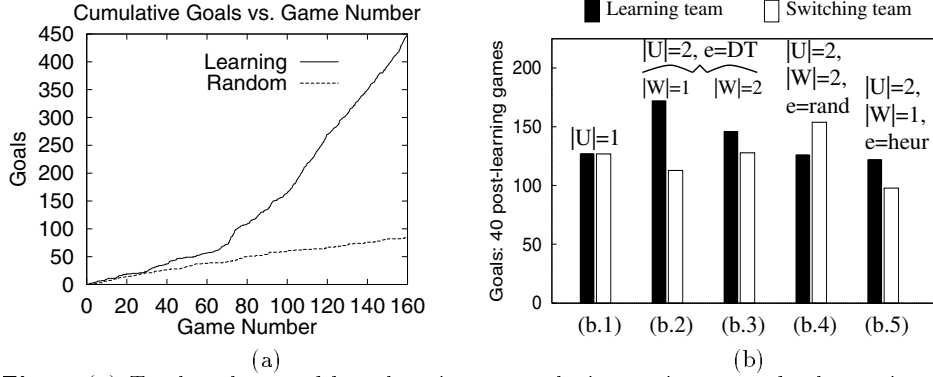 Cumulative Goals vs. Game Number
450
400
350
300
250
200
150
100
50
0
Goals
Learning
Random
0 20 40 60 80 100 120 140 160
Game Number
(a)
Learning team
Switching team
Goals: 40 post-learning games
200
150
100
50
0
|U|=1
|U|=2, e=DT
|W|=1
|W|=2
|U|=2,
|W|=2,
e=rand
|U|=2,
|W|=1,
e=heur
(b.1) (b.2) (b.3) (b.4) (b.5)
(b)